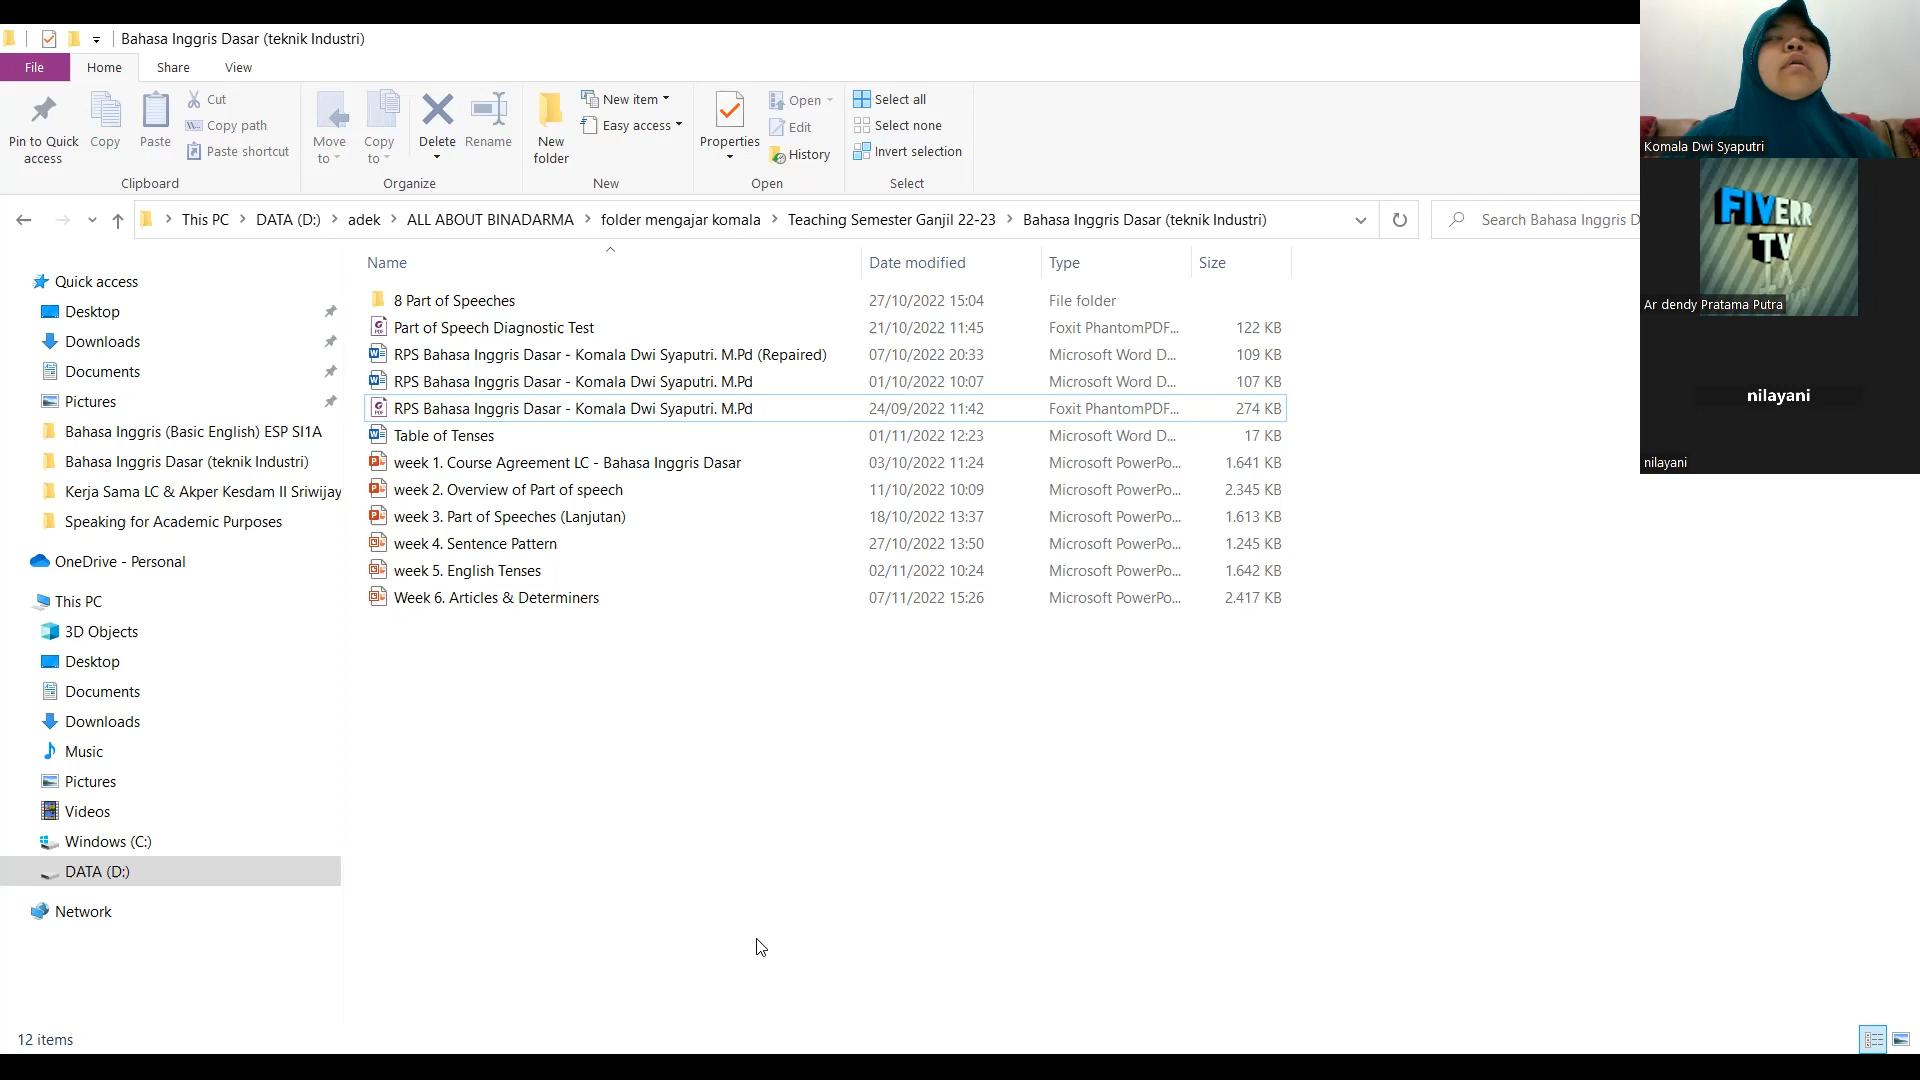 Bahasa Inggris Dasar (teknik Industri)
File Home Share View
Pin to Quick access
Copy
Paste
Cut
Copy path
Paste shortcut
Clipboard
Move to
Copy to
Delete
Rename
Organize
New folder
New item
Easy access
New
Properties
Open
Edit
History
Open
Select all
Select none
Invert selection
Select
This PC > DATA (D:) > adek > ALL ABOUT BINADARMA > folder mengajar komala > Teaching Semester Ganjil 22-23 > Bahasa Inggris Dasar (teknik Industri)
Search Bahasa Inggris D
Quick access
Desktop
Downloads
Documents
Pictures
Bahasa Inggris (Basic English) ESP SI1A
Bahasa Inggris Dasar (teknik Industri)
Kerja Sama LC & Akper Kesdam II Sriwijay
Speaking for Academic Purposes
OneDrive - Personal
This PC
3D Objects
Desktop
Documents
Downloads
Music
Pictures
Videos
Windows (C:)
DATA (D:)
Network
Name Date modified Type Size
8 Part of Speeches 27/10/2022 15:04 File folder
Part of Speech Diagnostic Test 21/10/2022 11:45 Foxit PhantomPDF... 122 KB
RPS Bahasa Inggris Dasar - Komala Dwi Syaputri. M.Pd (Repaired) 07/10/2022 20:33 Microsoft Word D... 109 KB
RPS Bahasa Inggris Dasar - Komala Dwi Syaputri. M.Pd 01/10/2022 10:07 Microsoft Word D... 107 KB
RPS Bahasa Inggris Dasar - Komala Dwi Syaputri. M.Pd 24/09/2022 11:42 Foxit PhantomPDF... 274 KB
Table of Tenses 01/11/2022 12:23 Microsoft Word D... 17 KB
week 1. Course Agreement LC - Bahasa Inggris Dasar 03/10/2022 11:24 Microsoft PowerPo... 1.641 KB
week 2. Overview of Part of speech 11/10/2022 10:09 Microsoft PowerPo... 2.345 KB
week 3. Part of Speeches (Lanjutan) 18/10/2022 13:37 Microsoft PowerPo... 1.613 KB
week 4. Sentence Pattern 27/10/2022 13:50 Microsoft PowerPo... 1.245 KB
week 5. English Tenses 02/11/2022 10:24 Microsoft PowerPo... 1.642 KB
Week 6. Articles & Determiners 07/11/2022 15:26 Microsoft PowerPo... 2.417 KB
12 items
Komala Dwi Syaputri
FIVERR
TV
Ar dendy Pratama Putra
nilayani
nilayani